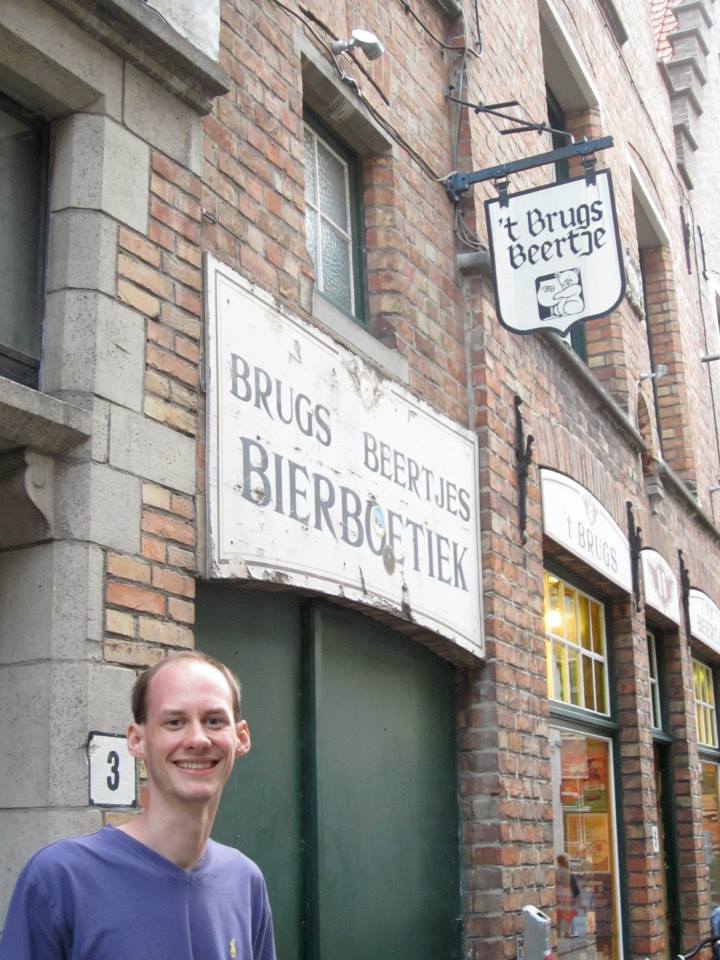 't Brugs
Beertje
BRUGS BEERTJES
BIERBOETIEK
't BRUGS
3